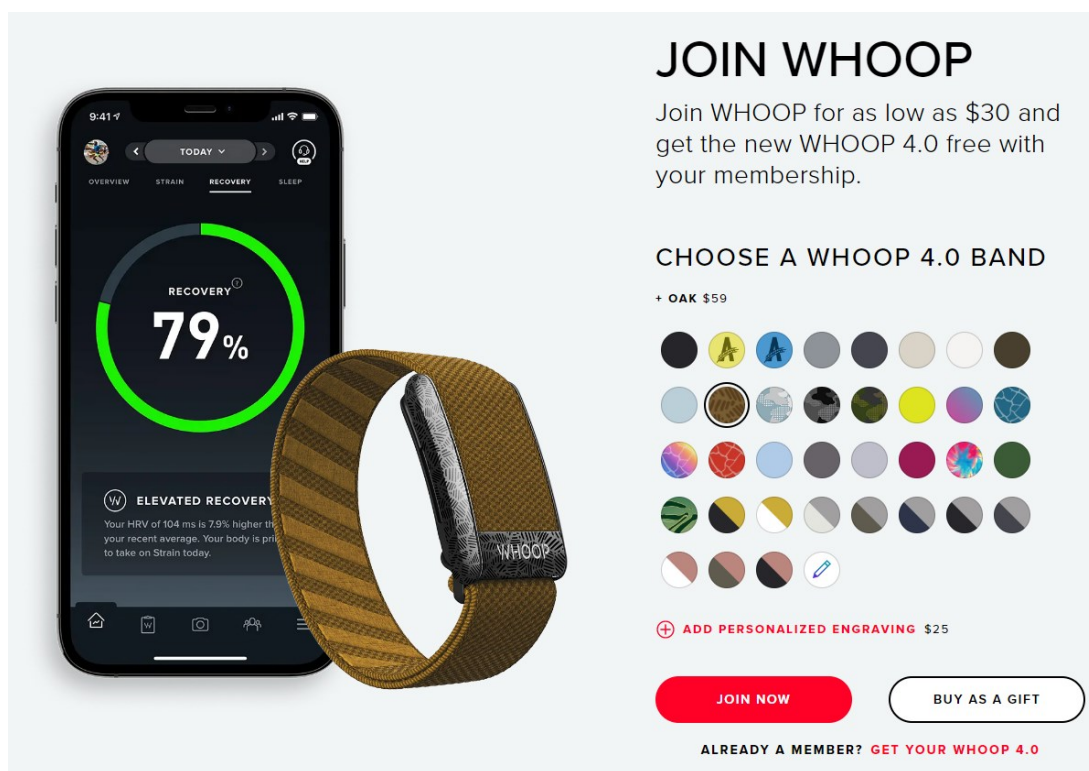 9:41
TODAY
HELP
OVERVIEW STRAIN RECOVERY SLEEP
RECOVERY
79%
W ELEVATED RECOVERY
Your HRV of 104 ms is 7.9% higher
your recent average. Your body is
to take on Strain today.
W
WHOOP
JOIN WHOOP
Join WHOOP for as low as $30 and
get the new WHOOP 4.0 free with
your membership.
CHOOSE A WHOOP 4.0 BAND
+ OAK $59
A A
ADD PERSONALIZED ENGRAVING $25
JOIN NOW BUY AS A GIFT
ALREADY A MEMBER? GET YOUR WHOOP 4.0